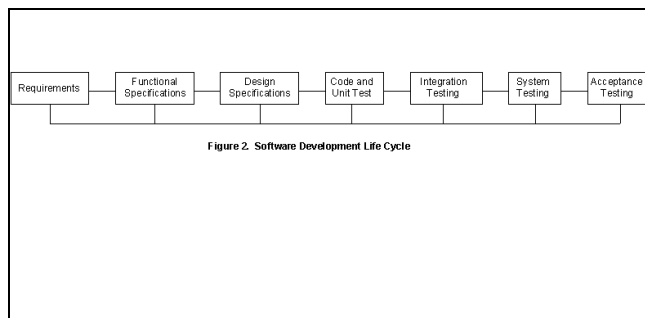 Requirements
Functional
Specifications
Design
Specifications
Code and
Unit Test
Integration
Testing
System
Testing
Acceptance
Testing
Figure 2. Software Development Life Cycle